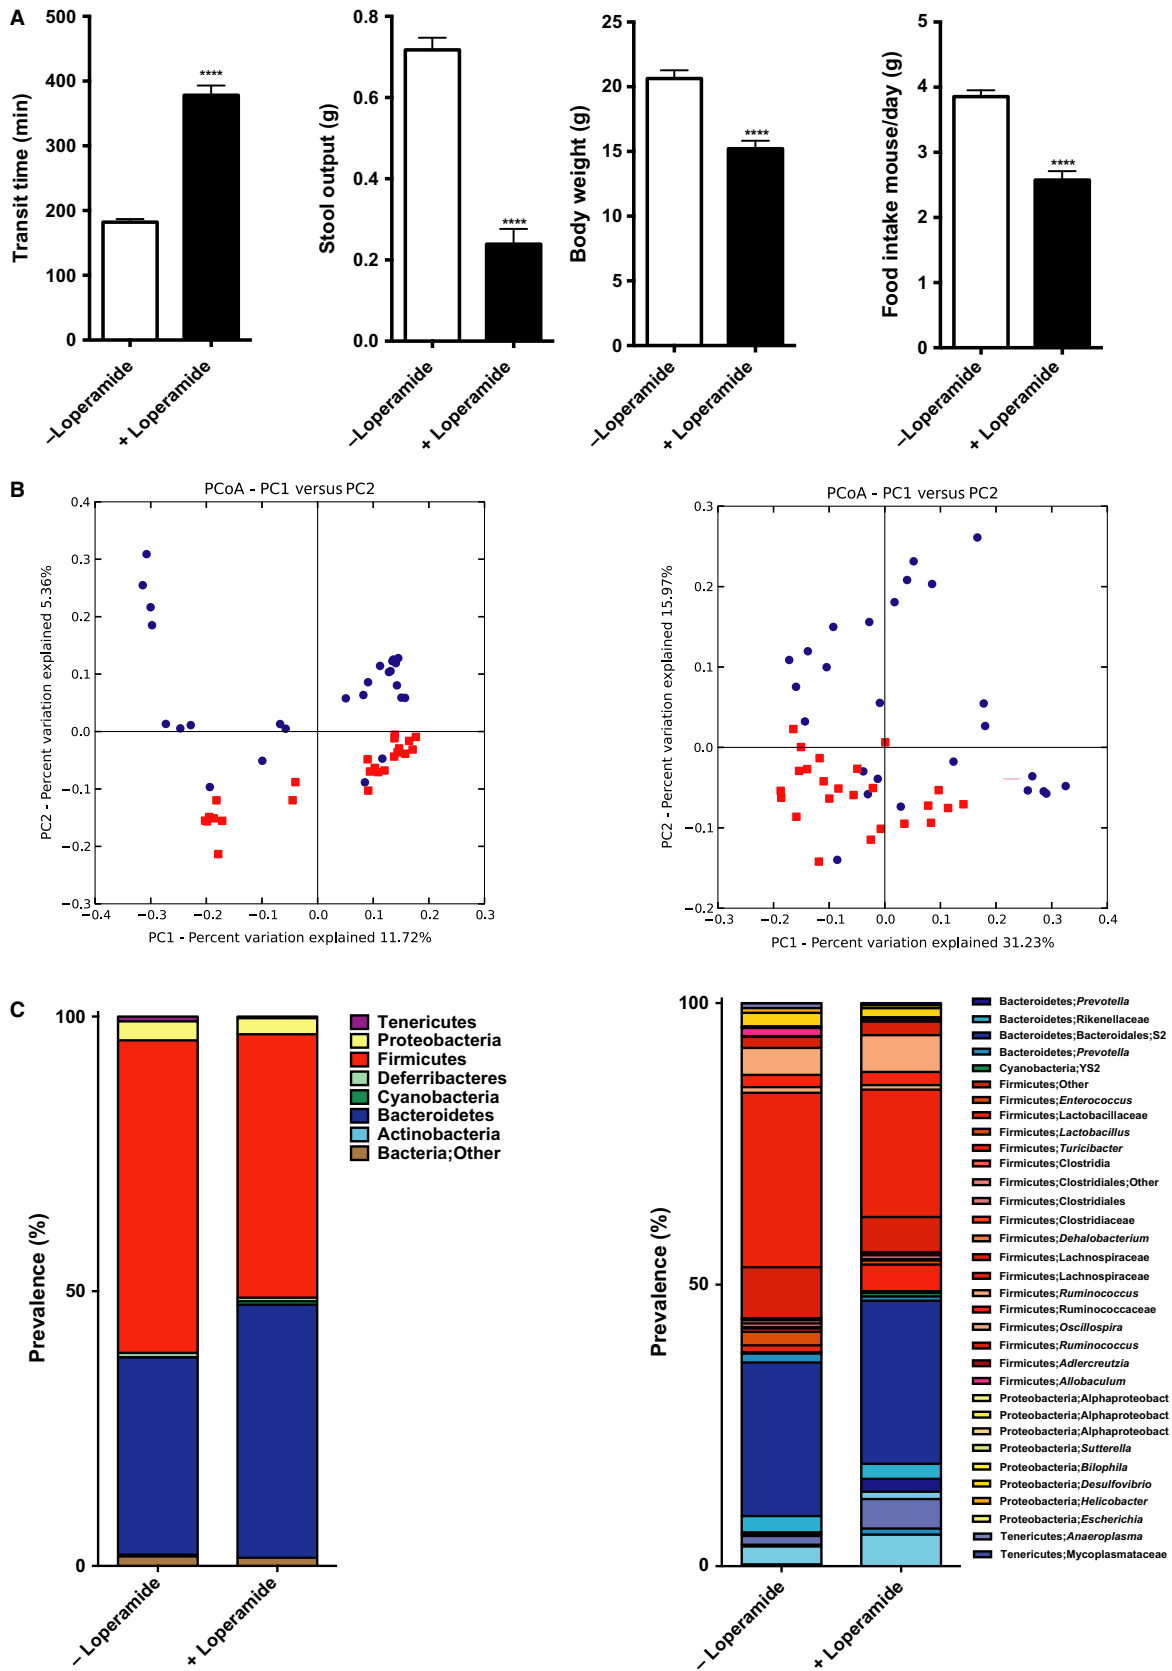 A
Transit time (min)
500
400
300
200
100
0
****
–Loperamide
+ Loperamide
Stool output (g)
0.8
0.6
0.4
0.2
0.0
****
–Loperamide
+ Loperamide
Body weight (g)
25
20
15
10
5
0
****
–Loperamide
+ Loperamide
Food intake mouse/day (g)
5
4
3
2
1
0
****
–Loperamide
+ Loperamide
B
PCoA - PC1 versus PC2
PC2 - Percent variation explained 5.36%
0.4
0.3
0.2
0.1
0.0
−0.1
−0.2
−0.3
−0.4
−0.3
−0.2
−0.1
0.0
0.1
0.2
0.3
PC1 - Percent variation explained 11.72%
PCoA - PC1 versus PC2
PC2 - Percent variation explained 15.97%
0.3
0.2
0.1
0.0
−0.1
−0.2
−0.3
−0.2
−0.1
0.0
0.1
0.2
0.3
0.4
PC1 - Percent variation explained 31.23%
C
Prevalence (%)
100
50
0
– Loperamide
+ Loperamide
Tenericutes
Proteobacteria
Firmicutes
Deferribacteres
Cyanobacteria
Bacteroidetes
Actinobacteria
Bacteria;Other
Prevalence (%)
100
50
0
– Loperamide
+ Loperamide
Bacteroidetes;Prevotella
Bacteroidetes;Rikenellaceae
Bacteroidetes;Bacteroidales;S2
Bacteroidetes;Prevotella
Cyanobacteria;YS2
Firmicutes;Other
Firmicutes;Enterococcus
Firmicutes;Lactobacillaceae
Firmicutes;Lactobacillus
Firmicutes;Turicibacter
Firmicutes;Clostridia
Firmicutes;Clostridiales;Other
Firmicutes;Clostridiales
Firmicutes;Clostridiaceae
Firmicutes;Dehalobacterium
Firmicutes;Lachnospiraceae
Firmicutes;Lachnospiraceae
Firmicutes;Ruminococcus
Firmicutes;Ruminococcaceae
Firmicutes;Oscillospira
Firmicutes;Ruminococcus
Firmicutes;Adlercreutzia
Firmicutes;Allobaculum
Proteobacteria;Alphaproteobact
Proteobacteria;Alphaproteobact
Proteobacteria;Alphaproteobact
Proteobacteria;Sutterella
Proteobacteria;Bilophila
Proteobacteria;Desulfovibrio
Proteobacteria;Helicobacter
Proteobacteria;Escherichia
Tenericutes;Anaeroplasma
Tenericutes;Mycoplasmataceae